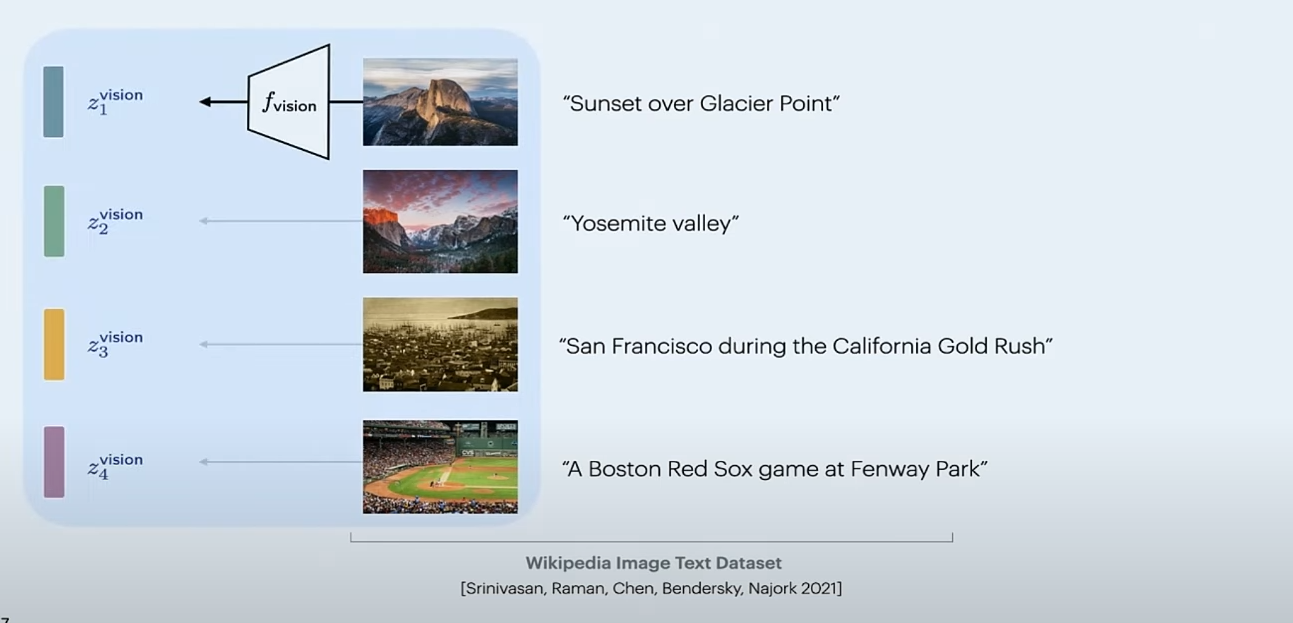 z₁^vision
f_vision
“Sunset over Glacier Point”
z₂^vision
“Yosemite valley”
z₃^vision
“San Francisco during the California Gold Rush”
z₄^vision
CVS
“A Boston Red Sox game at Fenway Park”
Wikipedia Image Text Dataset
[Srinivasan, Raman, Chen, Bendersky, Najork 2021]
7